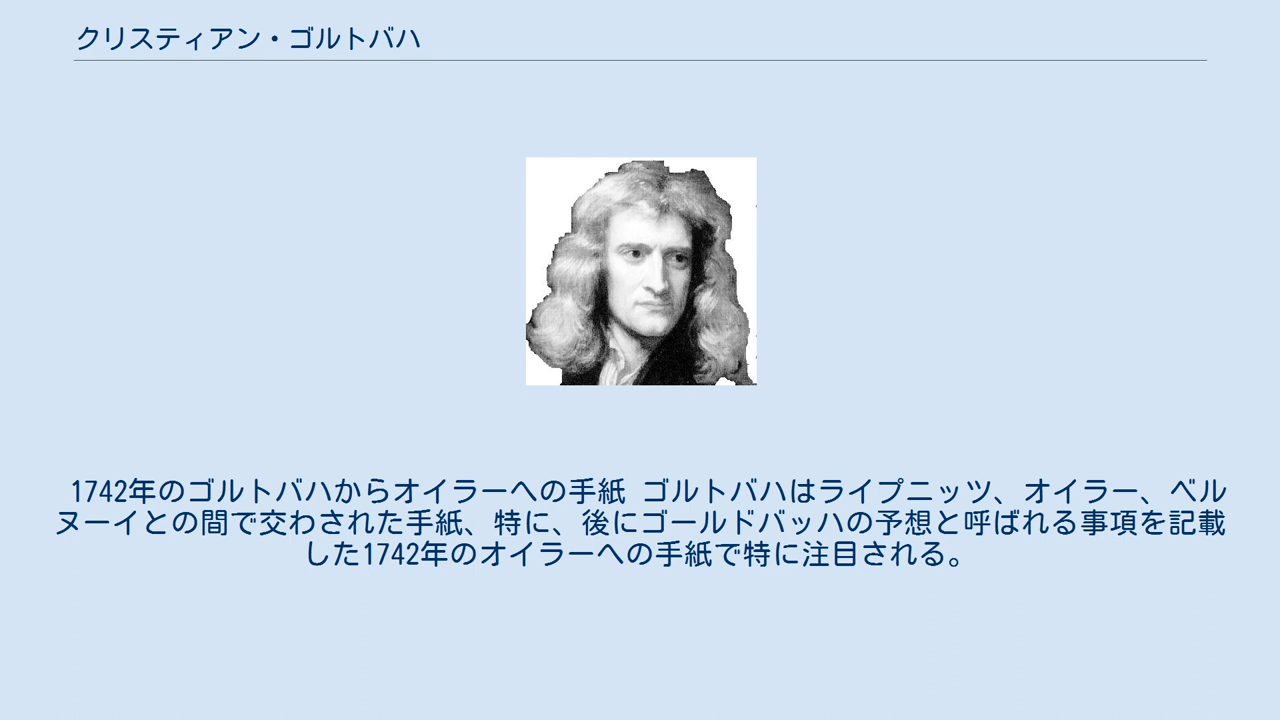 クリスティアン・ゴルトバハ
1742年のゴルトバハからオイラーへの手紙 ゴルトバハはライプニッツ、オイラー、ベル
ヌーイとの間で交わされた手紙、特に、後にゴールドバッハの予想と呼ばれる事項を記載
した1742年のオイラーへの手紙で特に注目される。